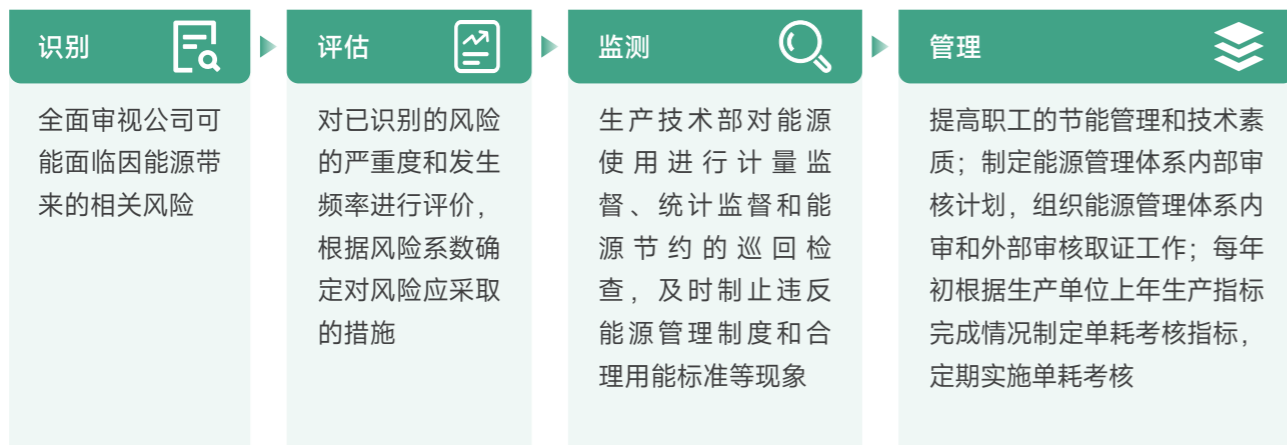 识别
全面审视公司可
能面临因能源带
来的相关风险
评估
对已识别的风险
的严重度和发生
频率进行评价，
根据风险系数确
定对风险应采取
的措施
监测
生产技术部对能源
使用进行计量监
督、统计监督和能
源节约的巡回检
查，及时制止违反
能源管理制度和合
理用能标准等现象
管理
提高职工的节能管理和技术素
质；制定能源管理体系内部审
核计划，组织能源管理体系内
审和外部审核取证工作；每年
初根据生产单位上年生产指标
完成情况制定单耗考核指标，
定期实施单耗考核